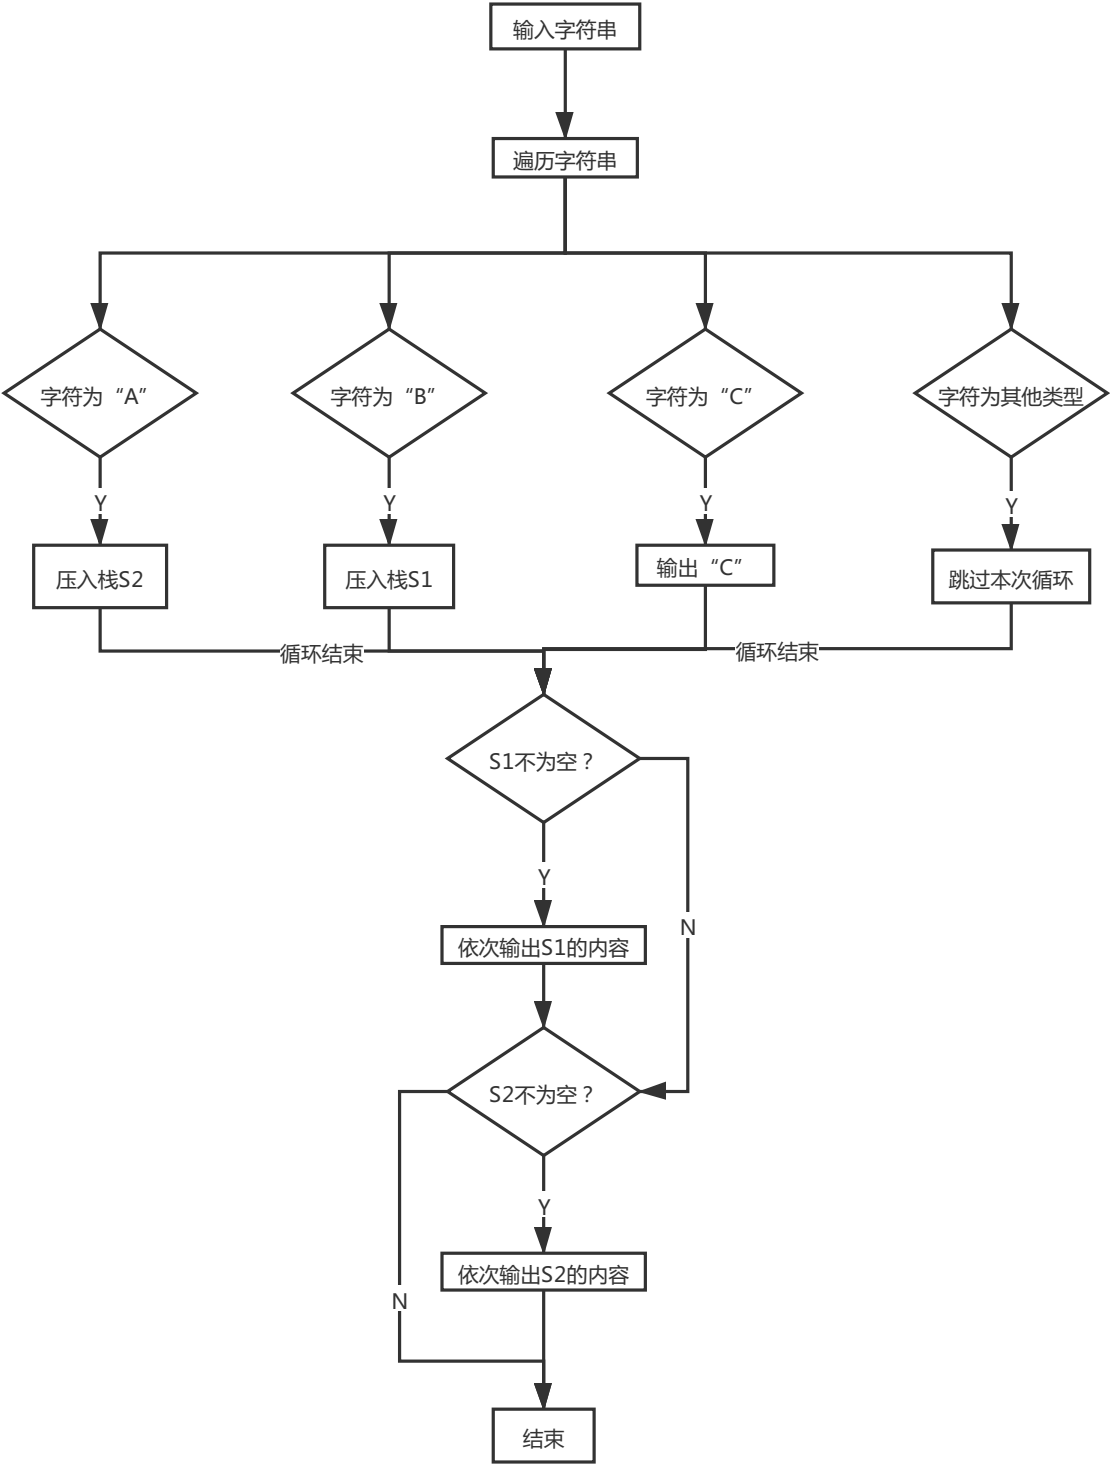 输入字符串
遍历字符串
字符为“A”
字符为“B”
字符为“C”
字符为其他类型
Y
Y
Y
Y
压入栈S2
压入栈S1
输出“C”
跳过本次循环
循环结束
循环结束
S1不为空？
Y
N
依次输出S1的内容
S2不为空？
Y
依次输出S2的内容
N
结束